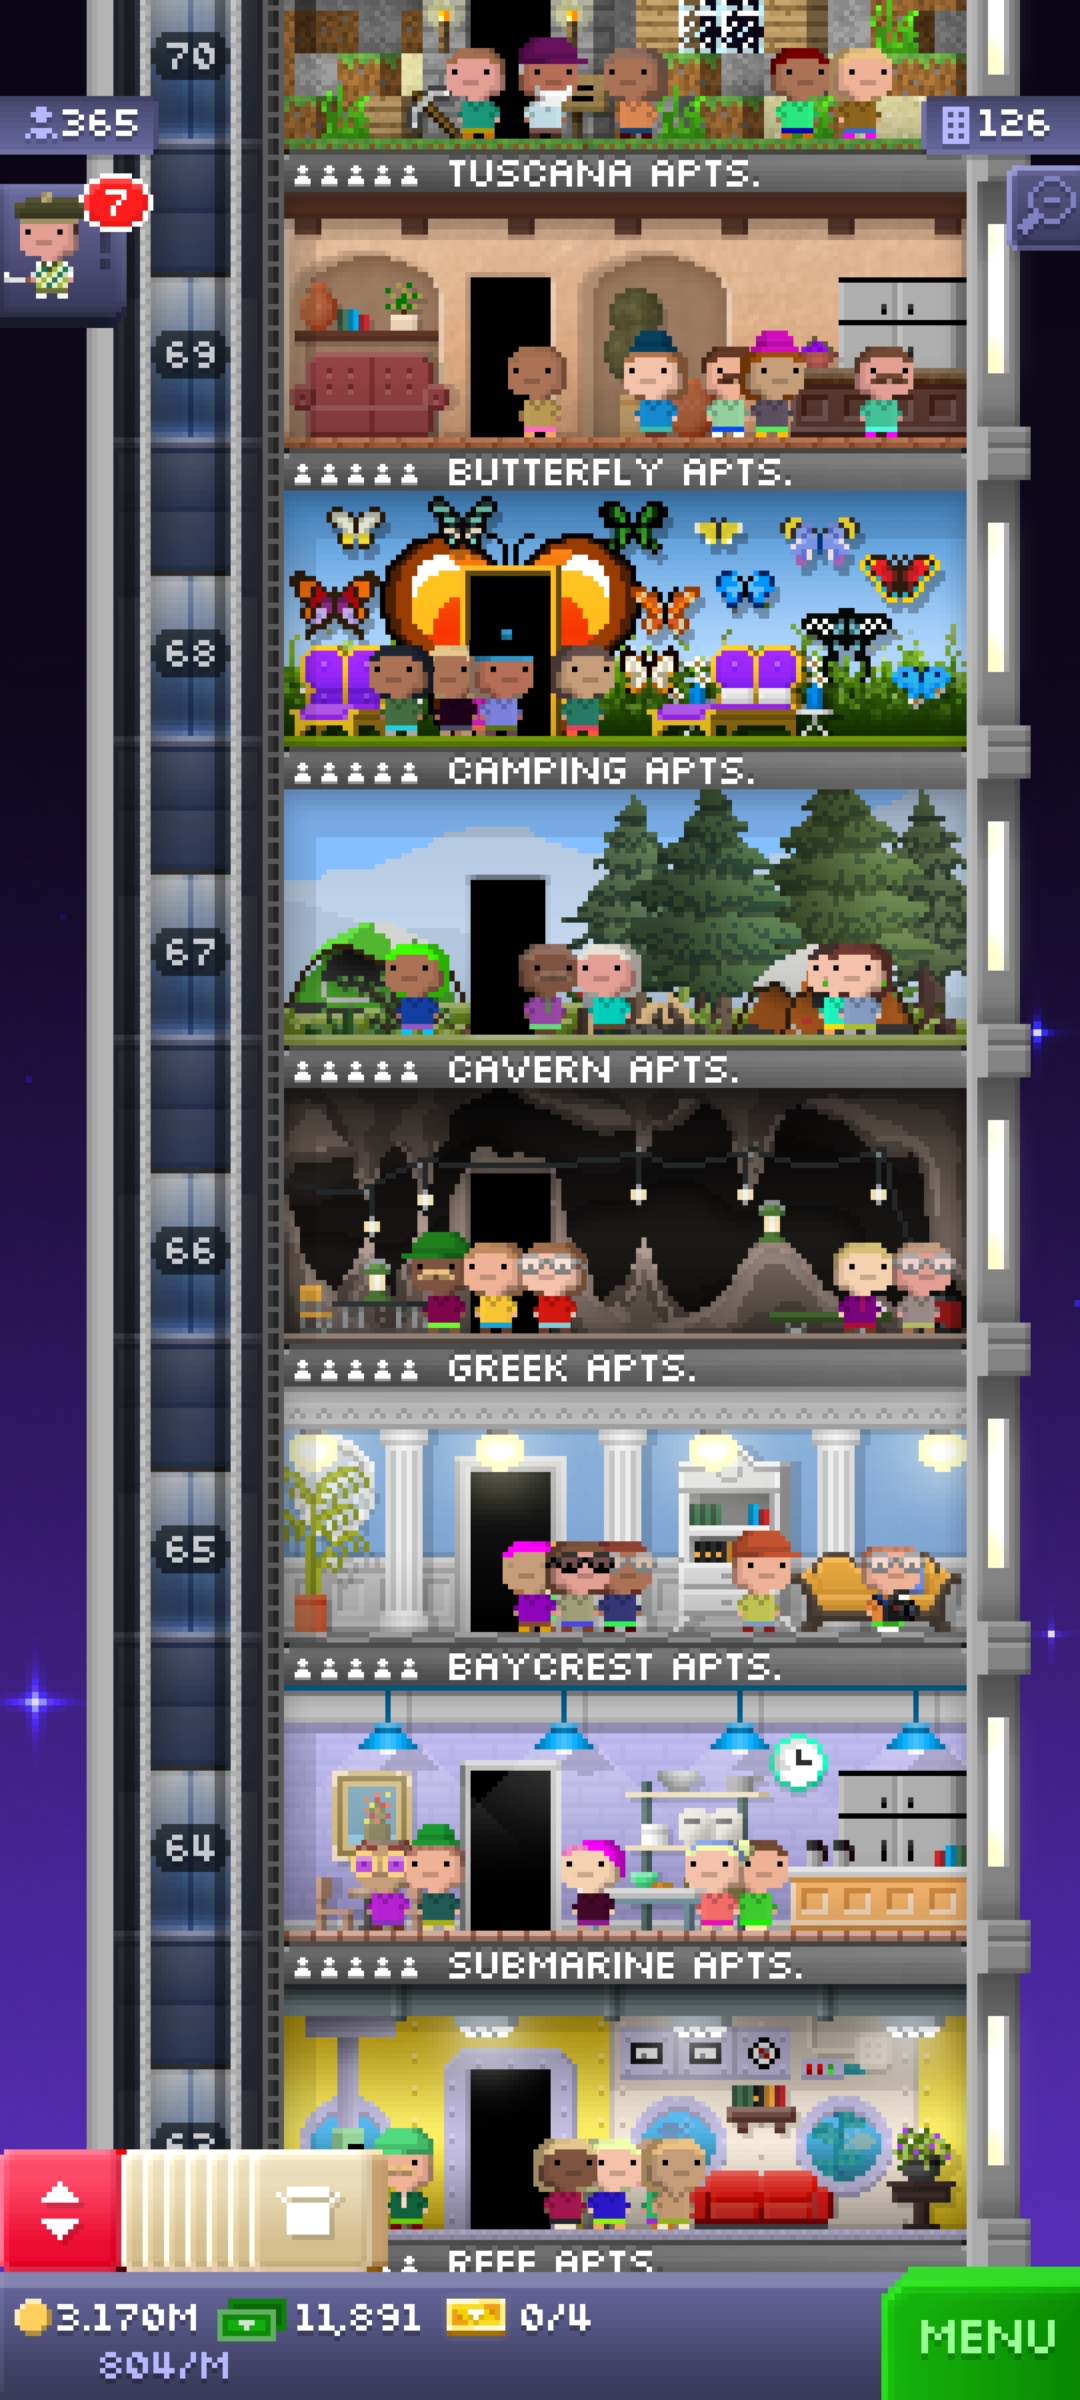 70
365
126
TUSCANA APTS.
7
69
BUTTERFLY APTS.
68
CAMPING APTS.
67
CAVERN APTS.
66
GREEK APTS.
65
BAYCREST APTS.
64
SUBMARINE APTS.
63
REEF APTS.
3.170M 11,891 0/4
804/M
MENU